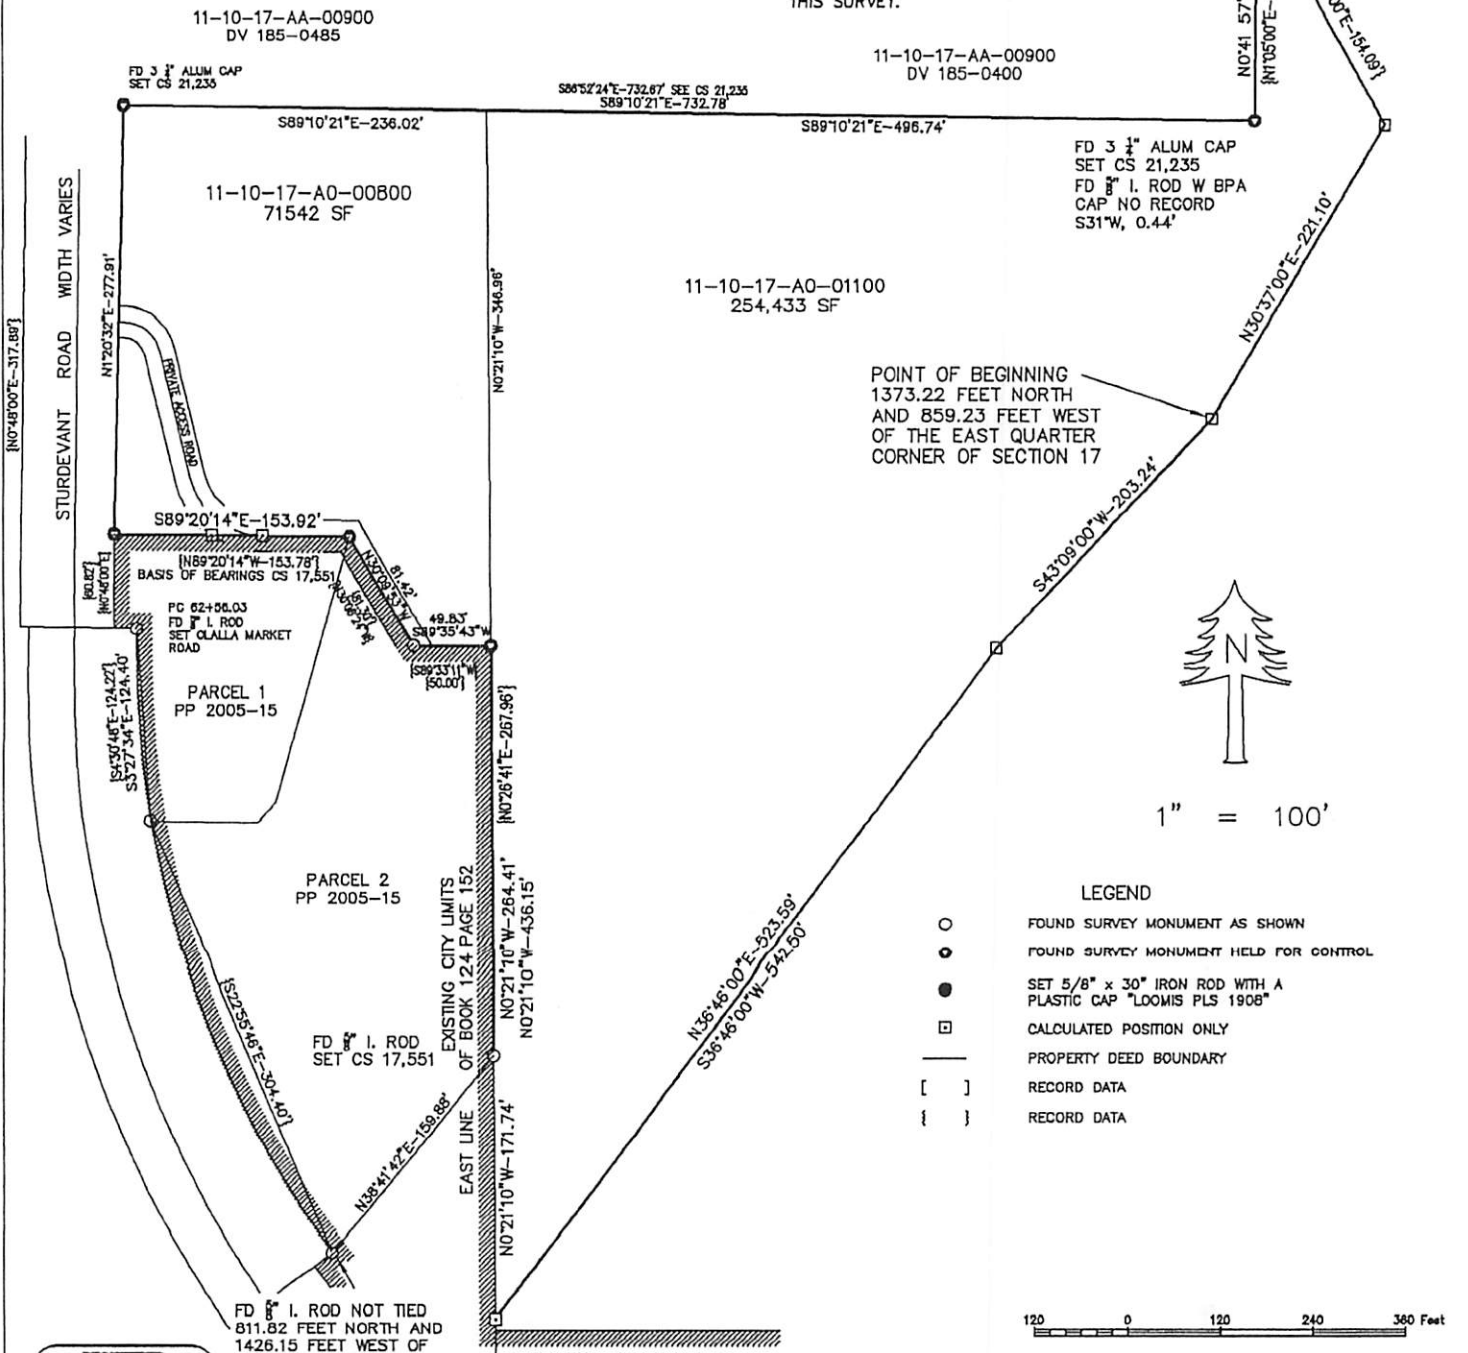 THIS SURVEY.
11-10-17-AA-00900
DV 185-0485
11-10-17-AA-00900
DV 185-0400
N0°41'57"
[N1°05'00"E-
00"E-154.09'}
FD 3 ¼" ALUM CAP
SET CS 21,235
S86°52'24"E-732.67' SEE CS 21,235
S89°10'21"E-732.78'
S89°10'21"E-236.02'
S89°10'21"E-496.74'
FD 3 ¼" ALUM CAP
SET CS 21,235
FD ⅝" I. ROD W BPA
CAP NO RECORD
S31°W, 0.44'
11-10-17-A0-00800
71542 SF
11-10-17-A0-01100
254,433 SF
STURDEVANT ROAD WIDTH VARIES
[N0°48'00"E-317.89'}
N1°20'32"E-277.91'
PRIVATE ACCESS ROAD
N0°21'10"W-346.96'
N30°37'00"E-221.10'
POINT OF BEGINNING
1373.22 FEET NORTH
AND 859.23 FEET WEST
OF THE EAST QUARTER
CORNER OF SECTION 17
S43°09'00"W-203.24'
S89°20'14"E-153.92'
[N89°20'14"W-153.78'}
BASIS OF BEARINGS CS 17,551
[60.82']
[N0°48'00"E]
81.42'
N30°09'53"W
49.83'
S89°35'43"W
[S89°33'11"W
[50.00'}
PC 62+56.03
FD ⅝" I. ROD
SET OLALLA MARKET
ROAD
PARCEL 1
PP 2005-15
[S4°30'48"E-124.22'}
S3°27'34"E-124.40'
[N0°26'41"E-267.96'}
N
1" = 100'
PARCEL 2
PP 2005-15
EXISTING CITY LIMITS
EAST LINE OF BOOK 124 PAGE 152
N0°21'10"W-264.41'
N0°21'10"W-436.15'
N36°46'00"E-523.59'
S36°46'00"W-542.50'
{S22°55'46"E-304.40'}
FD ⅝" I. ROD
SET CS 17,551
N38°41'42"E-159.88'
N0°21'10"W-171.74'
LEGEND
FOUND SURVEY MONUMENT AS SHOWN
FOUND SURVEY MONUMENT HELD FOR CONTROL
SET 5/8" x 30" IRON ROD WITH A
PLASTIC CAP "LOOMIS PLS 1908"
CALCULATED POSITION ONLY
PROPERTY DEED BOUNDARY
[ ] RECORD DATA
{ } RECORD DATA
FD ⅝" I. ROD NOT TIED
811.82 FEET NORTH AND
1426.15 FEET WEST OF
120 0 120 240 360 Feet